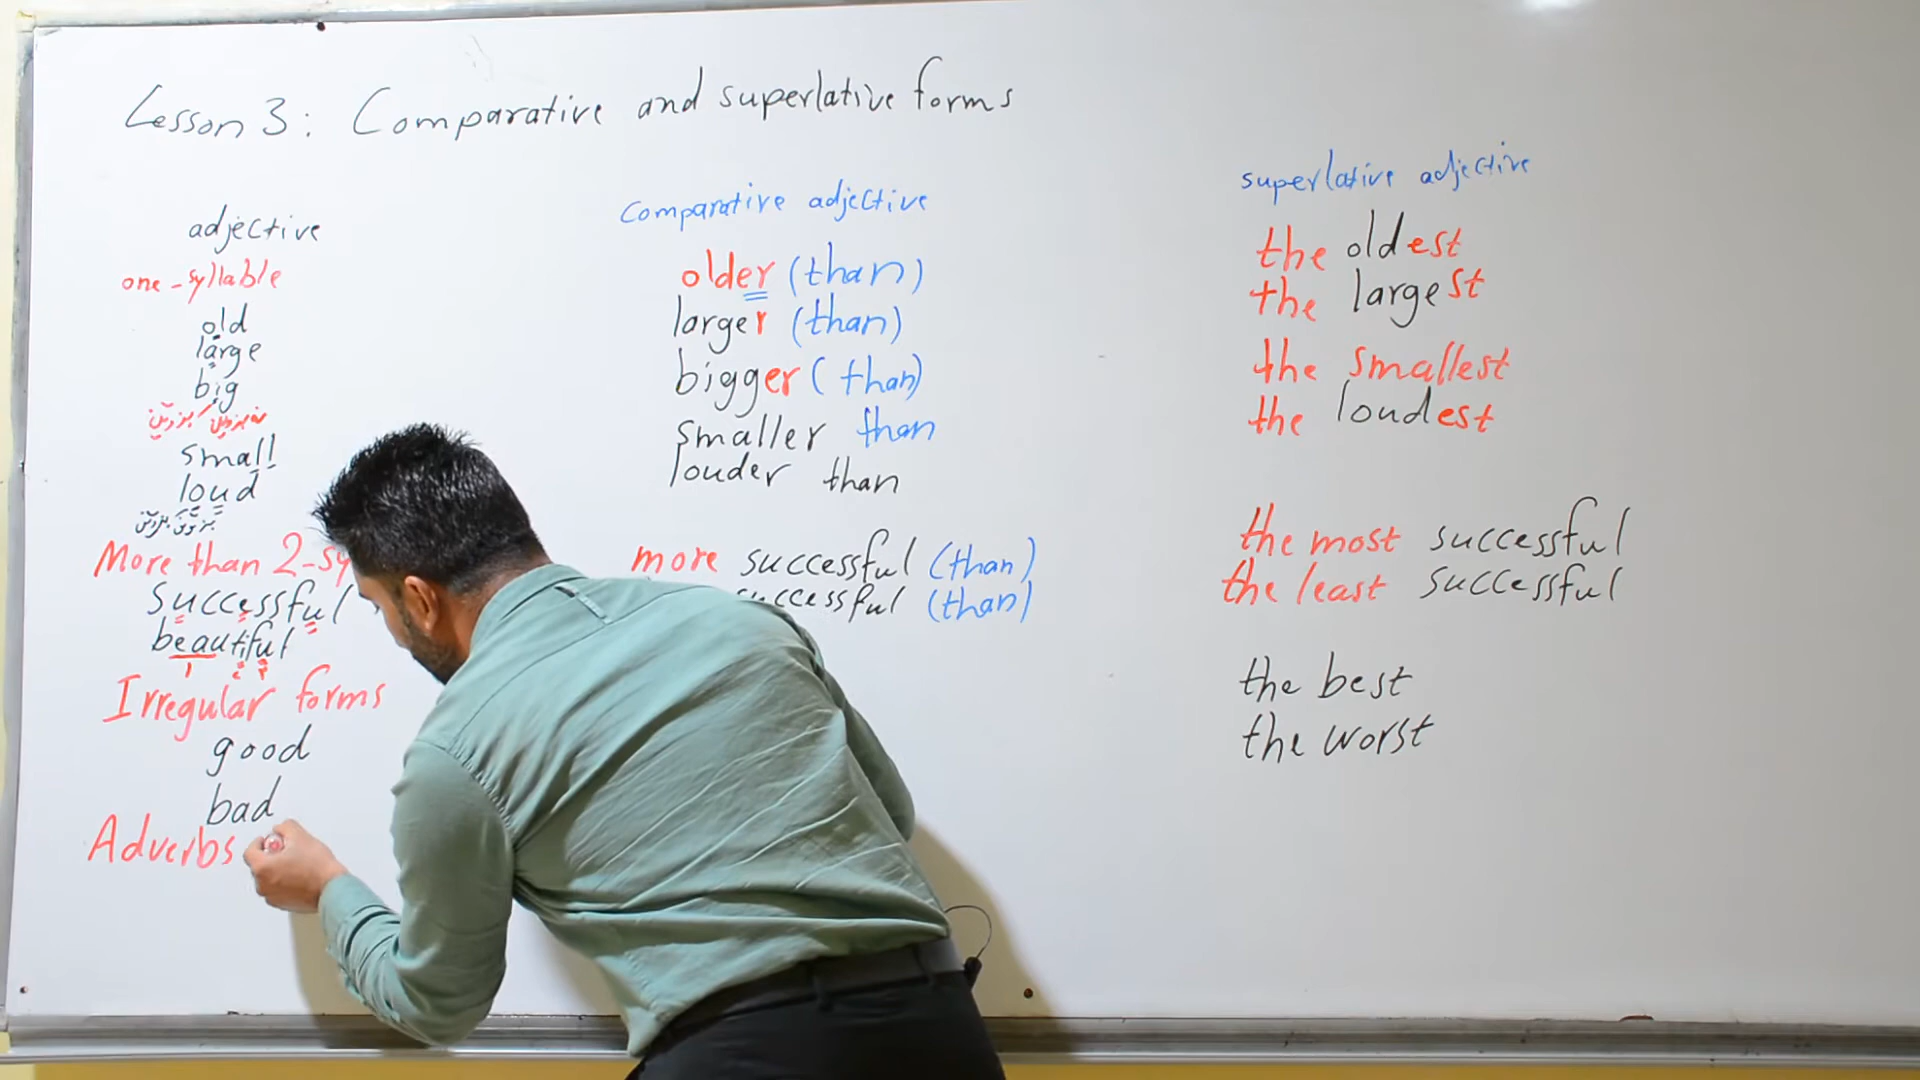 Lesson 3: Comparative and superlative forms
adjective
one-syllable
old
large
big
small
loud
More than 2-sy
Successful
beautiful
Irregular forms
good
bad
Adverbs
Comparative adjective
older (than)
larger (than)
bigger (than)
smaller than
louder than
more successful (than)
successful (than)
superlative adjective
the oldest
the largest
the smallest
the loudest
the most successful
the least successful
the best
the worst